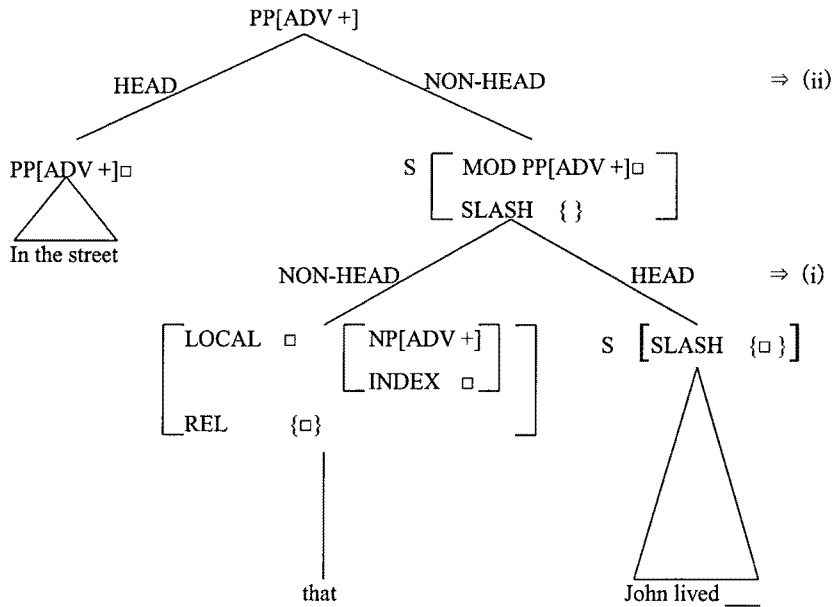 PP[ADV +]
HEAD NON-HEAD ⇒ (ii)
PP[ADV +]□ S MOD PP[ADV +]□
SLASH { }
In the street
NON-HEAD HEAD ⇒ (i)
LOCAL □ NP[ADV +] S [SLASH {□ }]
INDEX □
REL {□}
that John lived ___